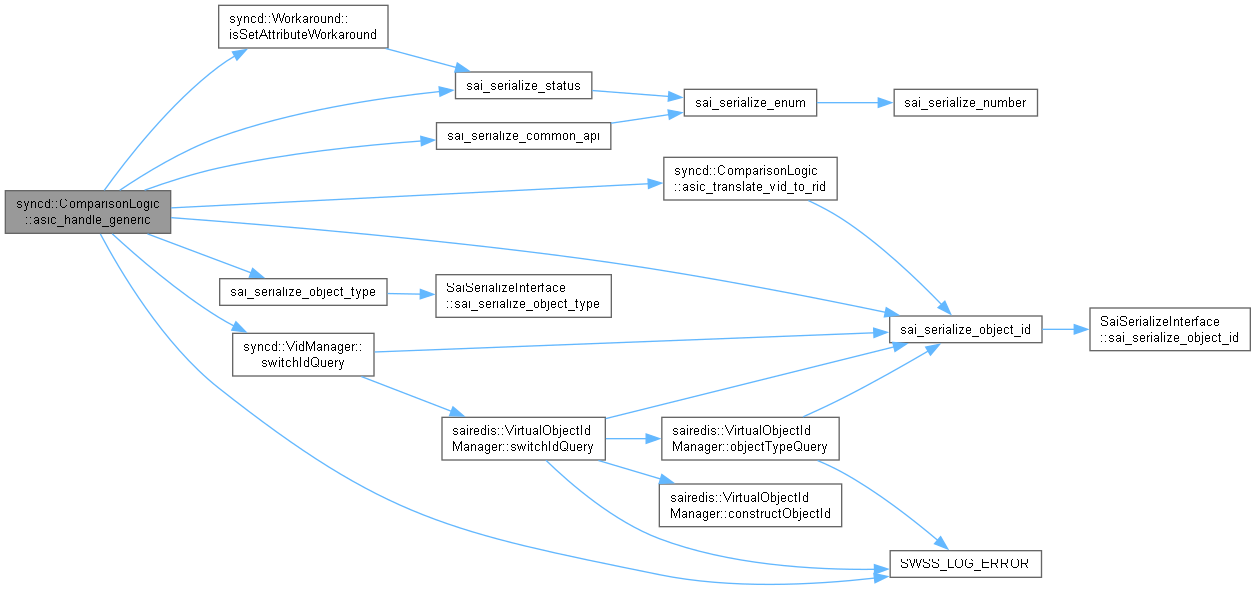 syncd::Workaround::
isSetAttributeWorkaround
sai_serialize_status
sai_serialize_enum
sai_serialize_number
sai_serialize_common_api
syncd::ComparisonLogic
::asic_translate_vid_to_rid
syncd::ComparisonLogic
::asic_handle_generic
sai_serialize_object_type
SaiSerializeInterface
::sai_serialize_object_type
sai_serialize_object_id
SaiSerializeInterface
::sai_serialize_object_id
syncd::VidManager::
switchIdQuery
sairedis::VirtualObjectId
Manager::switchIdQuery
sairedis::VirtualObjectId
Manager::objectTypeQuery
sairedis::VirtualObjectId
Manager::constructObjectId
SWSS_LOG_ERROR